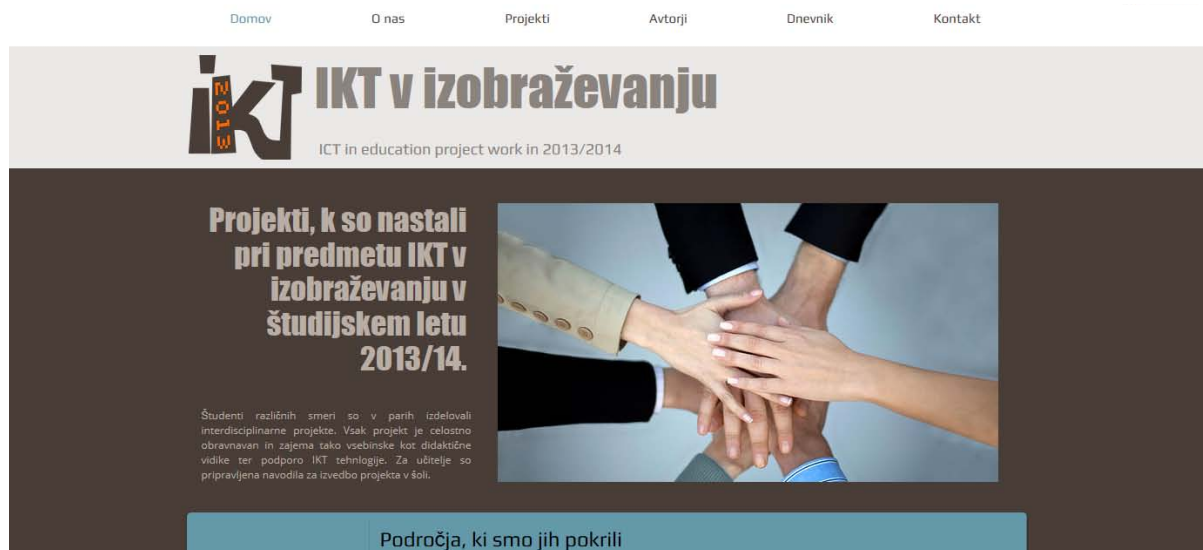 Domov O nas Projekti Avtorji Dnevnik Kontakt
ikt 2013
IKT v izobraževanju
ICT in education project work in 2013/2014
Projekti, k so nastali
pri predmetu IKT v
izobraževanju v
študijskem letu
2013/14.
Študenti različnih smeri so v parih izdelovali
interdisciplinarne projekte. Vsak projekt je celostno
obravnavan in zajema tako vsebinske kot didaktične
vidike ter podporo IKT tehnlogije. Za učitelje so
pripravljena navodila za izvedbo projekta v šoli.
Področja, ki smo jih pokrili